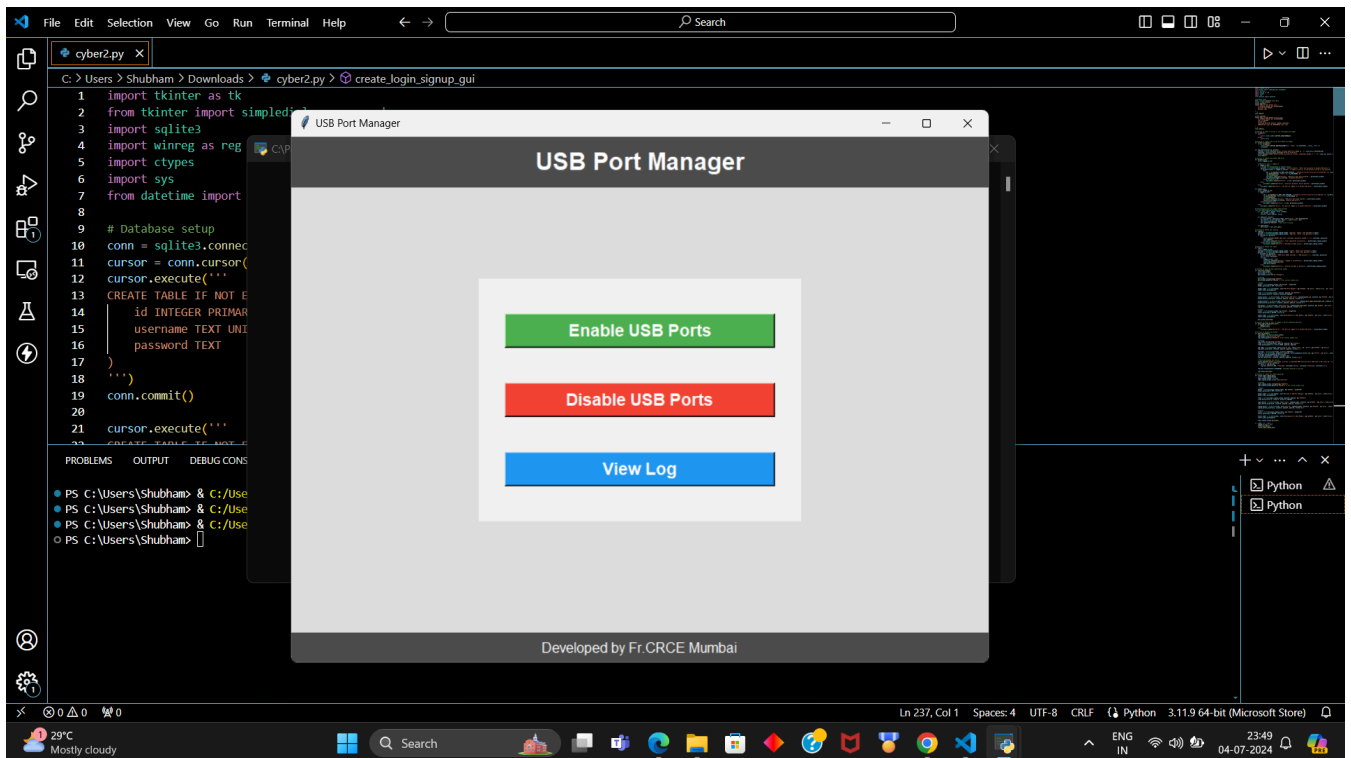 File Edit Selection View Go Run Terminal Help
Search
cyber2.py
C: > Users > Shubham > Downloads > cyber2.py > create_login_signup_gui
1 import tkinter as tk
2 from tkinter import simpledi
3 import sqlite3
4 import winreg as reg
5 import ctypes
6 import sys
7 from datetime import
8
9 # Database setup
10 conn = sqlite3.connec
11 cursor = conn.cursor(
12 cursor.execute('''
13 CREATE TABLE IF NOT E
14 id INTEGER PRIMAR
15 username TEXT UNI
16 password TEXT
17 )
18 ''')
19 conn.commit()
20
21 cursor.execute('''
C:\P
USB Port Manager
USB Port Manager
Enable USB Ports
Disable USB Ports
View Log
Developed by Fr.CRCE Mumbai
PROBLEMS OUTPUT DEBUG CONS
PS C:\Users\Shubham> & C:/Use
PS C:\Users\Shubham> & C:/Use
PS C:\Users\Shubham> & C:/Use
PS C:\Users\Shubham>
Python
Python
0 0 0 Ln 237, Col 1 Spaces: 4 UTF-8 CRLF Python 3.11.9 64-bit (Microsoft Store)
1
29°C
Mostly cloudy
Search
ENG
IN
23:49
04-07-2024
PRE